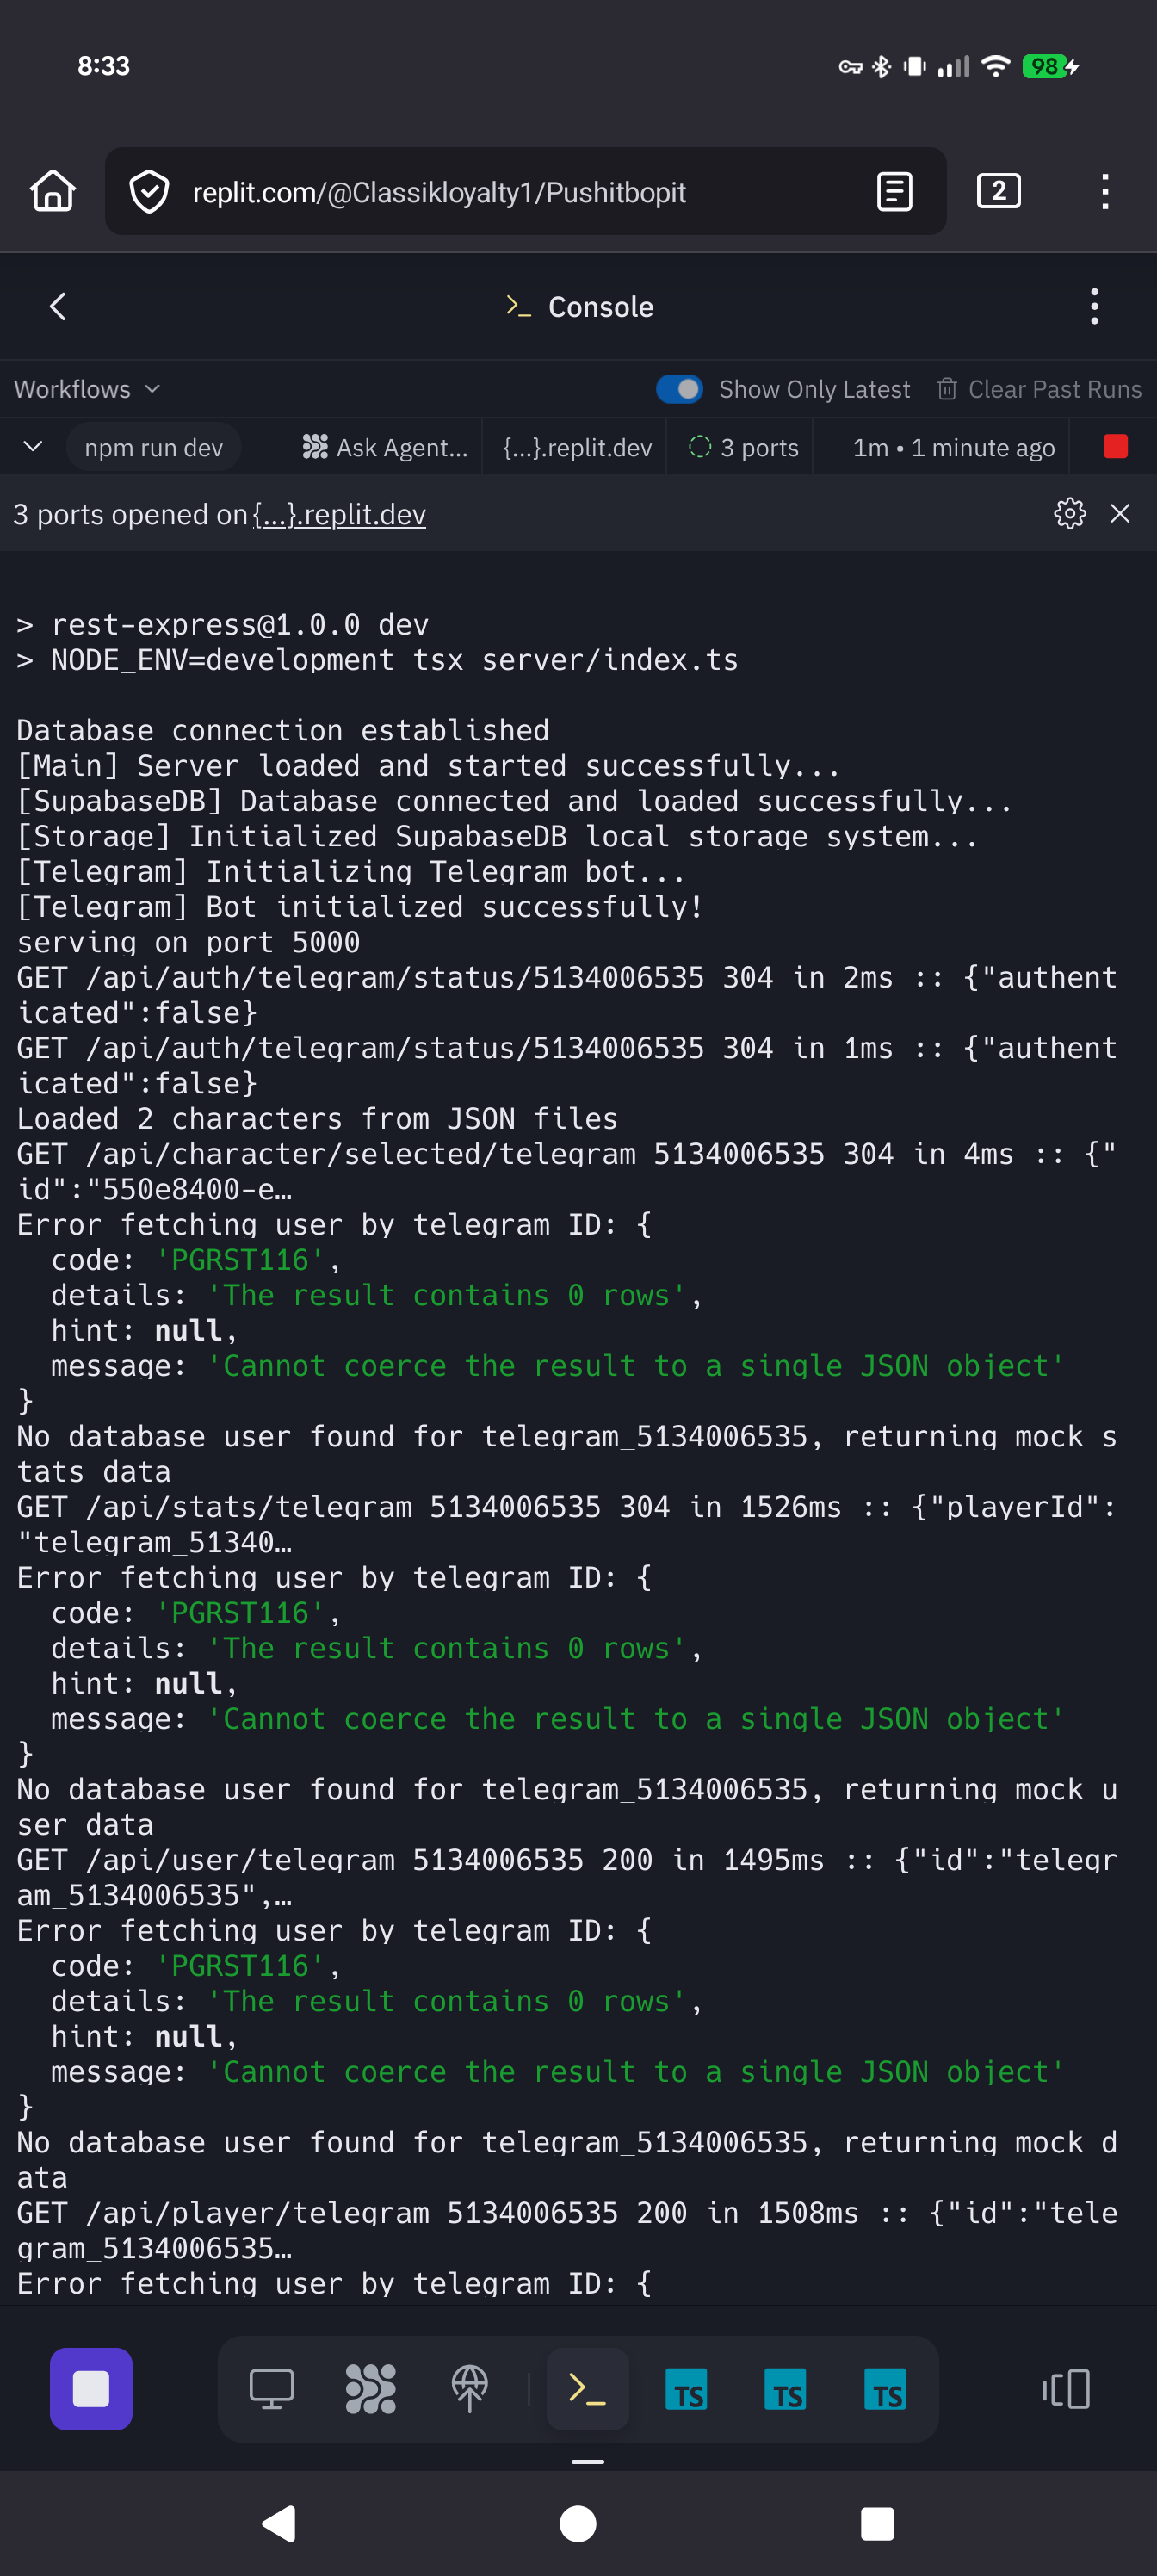 8:33
98
replit.com/@Classikloyalty1/Pushitbopit
2
>_ Console
Workflows
Show Only Latest
Clear Past Runs
npm run dev
Ask Agent...
{...}.replit.dev
3 ports
1m • 1 minute ago
3 ports opened on {...}.replit.dev
> rest-express@1.0.0 dev
> NODE_ENV=development tsx server/index.ts
Database connection established
[Main] Server loaded and started successfully...
[SupabaseDB] Database connected and loaded successfully...
[Storage] Initialized SupabaseDB local storage system...
[Telegram] Initializing Telegram bot...
[Telegram] Bot initialized successfully!
serving on port 5000
GET /api/auth/telegram/status/5134006535 304 in 2ms :: {"authent
icated":false}
GET /api/auth/telegram/status/5134006535 304 in 1ms :: {"authent
icated":false}
Loaded 2 characters from JSON files
GET /api/character/selected/telegram_5134006535 304 in 4ms :: {"
id":"550e8400-e…
Error fetching user by telegram ID: {
  code: 'PGRST116',
  details: 'The result contains 0 rows',
  hint: null,
  message: 'Cannot coerce the result to a single JSON object'
}
No database user found for telegram_5134006535, returning mock s
tats data
GET /api/stats/telegram_5134006535 304 in 1526ms :: {"playerId":
"telegram_51340…
Error fetching user by telegram ID: {
  code: 'PGRST116',
  details: 'The result contains 0 rows',
  hint: null,
  message: 'Cannot coerce the result to a single JSON object'
}
No database user found for telegram_5134006535, returning mock u
ser data
GET /api/user/telegram_5134006535 200 in 1495ms :: {"id":"telegr
am_5134006535",…
Error fetching user by telegram ID: {
  code: 'PGRST116',
  details: 'The result contains 0 rows',
  hint: null,
  message: 'Cannot coerce the result to a single JSON object'
}
No database user found for telegram_5134006535, returning mock d
ata
GET /api/player/telegram_5134006535 200 in 1508ms :: {"id":"tele
gram_5134006535…
Error fetching user by telegram ID: {
>_
TS
TS
TS